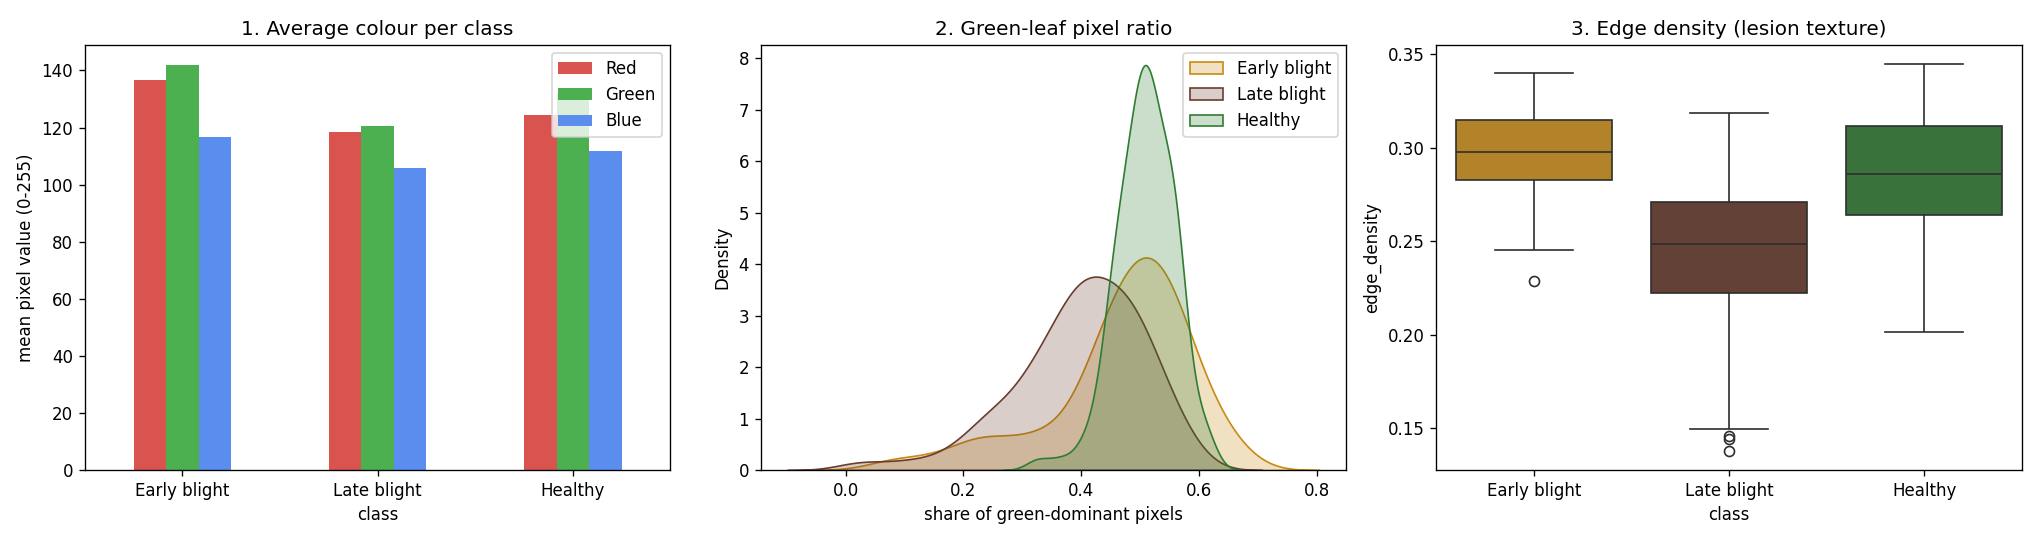 1. Average colour per class
140
120
100
80
60
40
20
0
mean pixel value (0-255)
Red
Green
Blue
Early blight
Late blight
Healthy
class
2. Green-leaf pixel ratio
8
7
6
5
4
3
2
1
0
Density
Early blight
Late blight
Healthy
0.0
0.2
0.4
0.6
0.8
share of green-dominant pixels
3. Edge density (lesion texture)
0.35
0.30
0.25
0.20
0.15
edge_density
Early blight
Late blight
Healthy
class